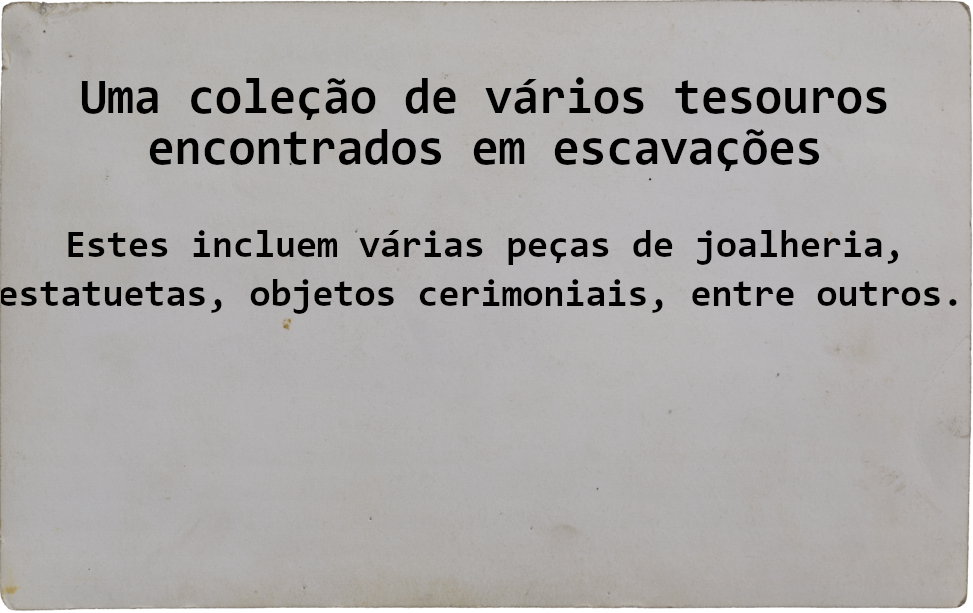 Uma coleção de vários tesouros
encontrados em escavações
Estes incluem várias peças de joalheria,
estatuetas, objetos cerimoniais, entre outros.